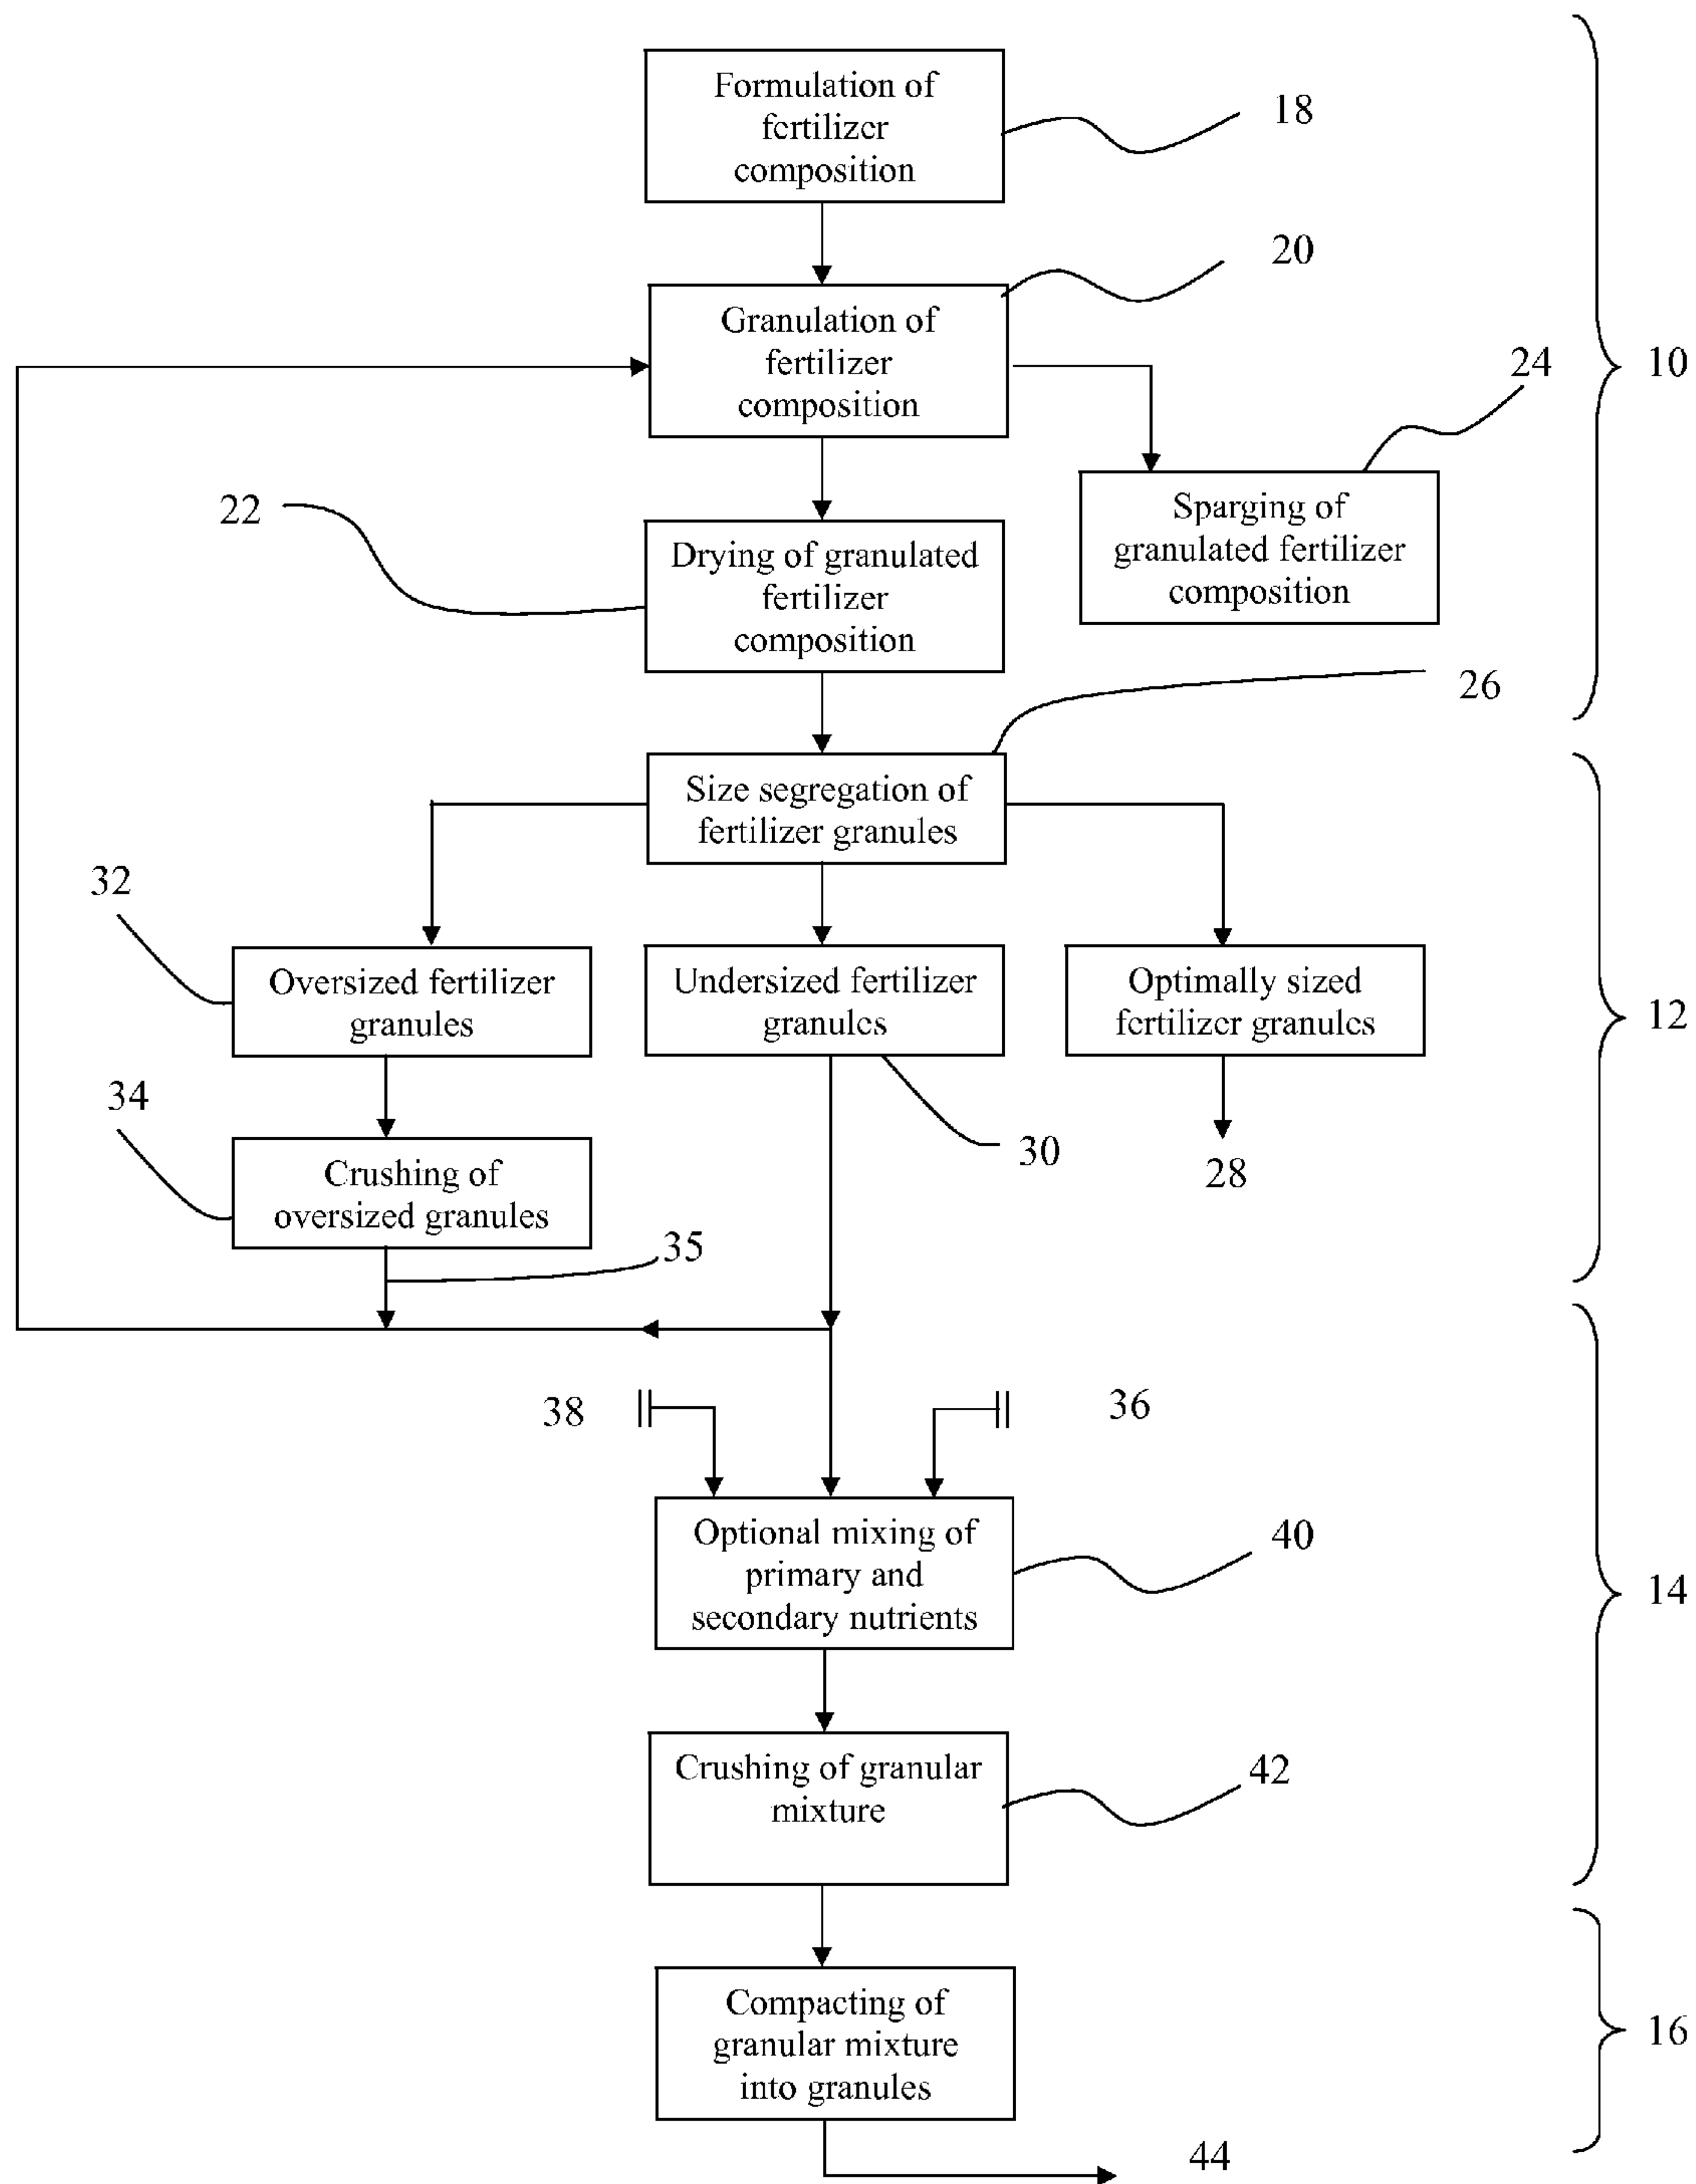 Formulation of
fertilizer
composition
18
20
Granulation of
fertilizer
composition
24
10
22
Sparging of
granulated fertilizer
composition
Drying of granulated
fertilizer
composition
26
Size segregation of
fertilizer granules
32
Oversized fertilizer
granules
Undersized fertilizer
granules
Optimally sized
fertilizer granules
12
34
30
28
Crushing of
oversized granules
35
38
36
Optional mixing of
primary and
secondary nutrients
40
14
Crushing of granular
mixture
42
Compacting of
granular mixture
into granules
16
44